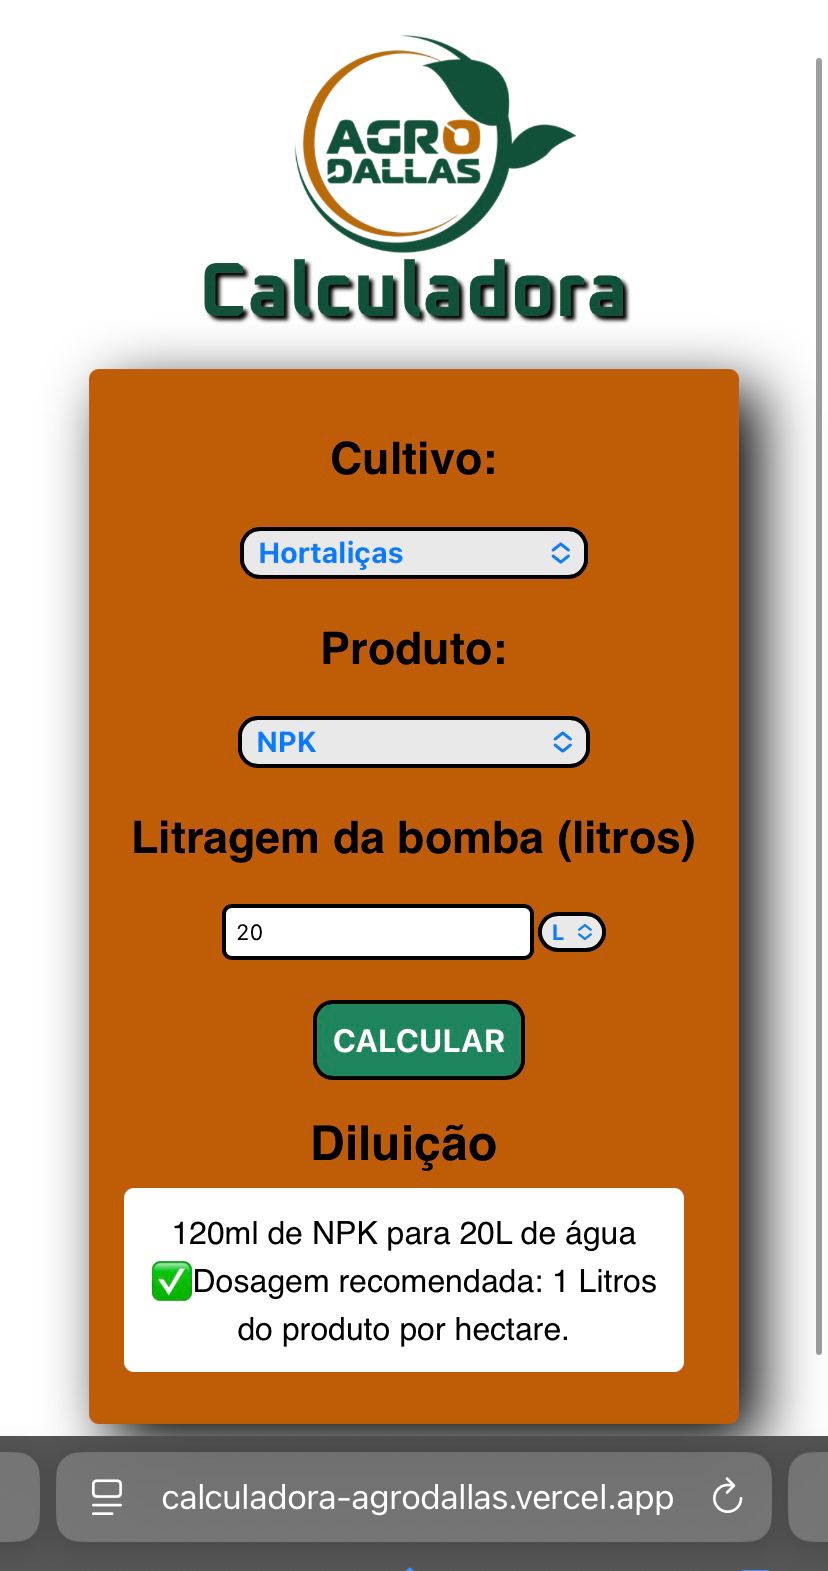 AGRO
DALLAS
Calculadora
Cultivo:
Hortaliças
Produto:
NPK
Litragem da bomba (litros)
20 L
CALCULAR
Diluição
120ml de NPK para 20L de água
✅Dosagem recomendada: 1 Litros
do produto por hectare.
calculadora-agrodallas.vercel.app